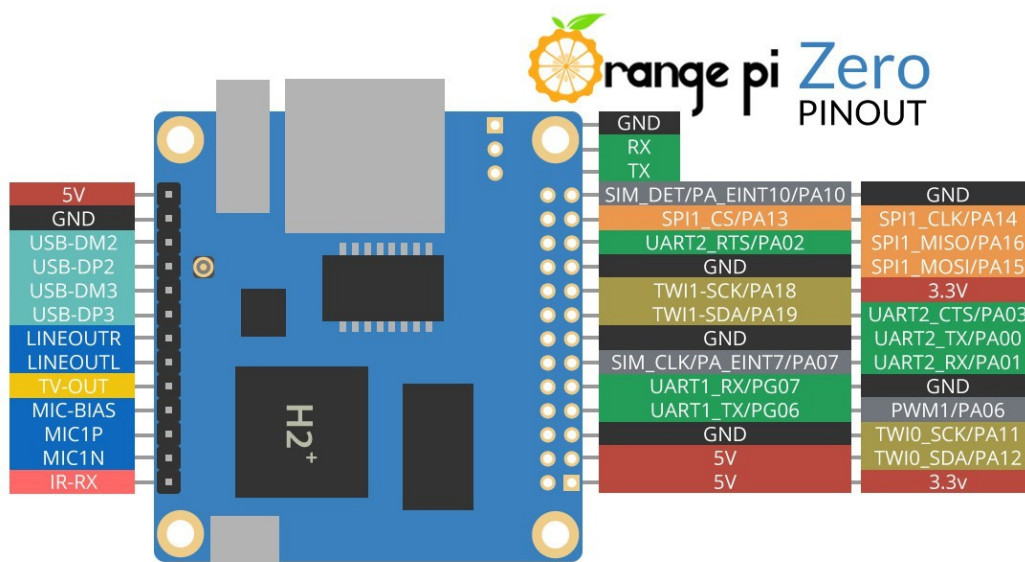 Orange pi Zero
PINOUT
GND
RX
TX
5V
GND
USB-DM2
USB-DP2
USB-DM3
USB-DP3
LINEOUTR
LINEOUTL
TV-OUT
MIC-BIAS
MIC1P
MIC1N
IR-RX
H2+
SIM_DET/PA_EINT10/PA10 GND
SPI1_CS/PA13 SPI1_CLK/PA14
UART2_RTS/PA02 SPI1_MISO/PA16
GND SPI1_MOSI/PA15
TWI1-SCK/PA18 3.3V
TWI1-SDA/PA19 UART2_CTS/PA03
GND UART2_TX/PA00
SIM_CLK/PA_EINT7/PA07 UART2_RX/PA01
UART1_RX/PG07 GND
UART1_TX/PG06 PWM1/PA06
GND TWI0_SCK/PA11
5V TWI0_SDA/PA12
5V 3.3v